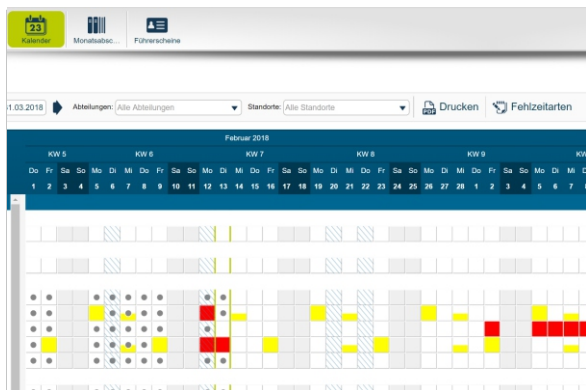 23
Kalender
Monatsabsc...
Führerscheine
31.03.2018
Abteilungen: Alle Abteilungen
Standorte: Alle Standorte
PDF Drucken
Fehlzeitarten
Februar 2018
KW 5 KW 6 KW 7 KW 8 KW 9 KW
Do Fr Sa So Mo Di Mi Do Fr Sa So Mo Di Mi Do Fr Sa So Mo Di Mi Do Fr Sa So Mo Di Mi Do Fr Sa So Mo Di Mi D
1 2 3 4 5 6 7 8 9 10 11 12 13 14 15 16 17 18 19 20 21 22 23 24 25 26 27 28 1 2 3 4 5 6 7